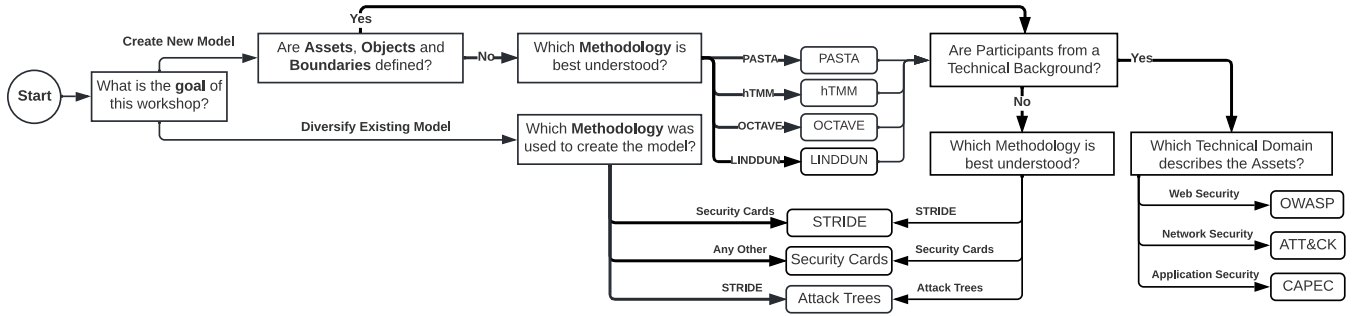 Yes
Create New Model
Are Assets, Objects and
Boundaries defined?
No
Which Methodology is
best understood?
PASTA
PASTA
hTMM
hTMM
OCTAVE
OCTAVE
LINDDUN
LINDDUN
Are Participants from a
Technical Background?
Yes
No
Start
What is the goal of
this workshop?
Diversify Existing Model
Which Methodology was
used to create the model?
Which Methodology is
best understood?
Which Technical Domain
describes the Assets?
Security Cards
STRIDE
STRIDE
Any Other
Security Cards
Security Cards
STRIDE
Attack Trees
Attack Trees
Web Security
OWASP
Network Security
ATT&CK
Application Security
CAPEC